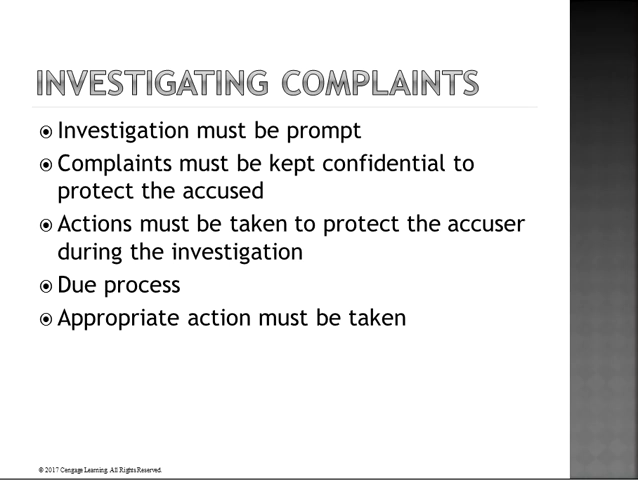 INVESTIGATING COMPLAINTS
Investigation must be prompt
Complaints must be kept confidential to
protect the accused
Actions must be taken to protect the accuser
during the investigation
Due process
Appropriate action must be taken
© 2017 Cengage Learning. All Rights Reserved.